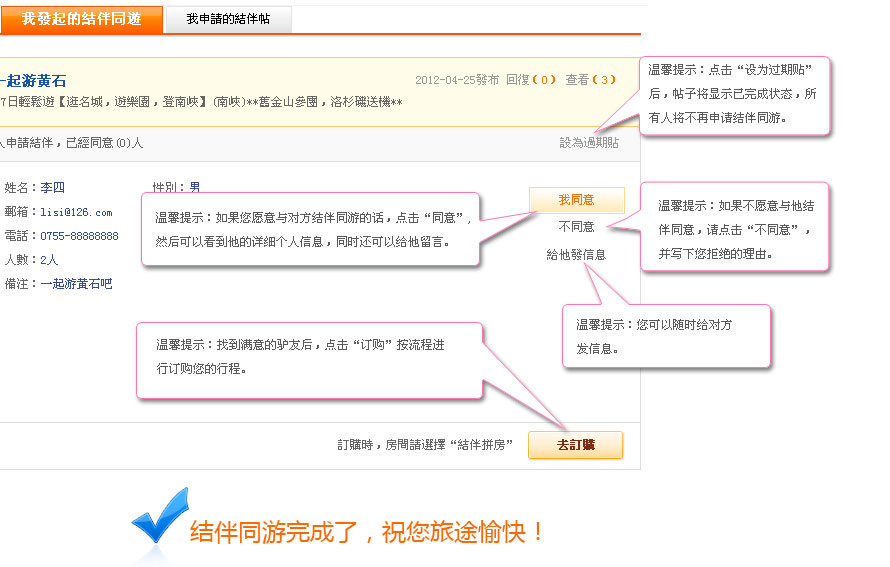 我發起的結伴同遊
我申請的結伴帖
一起游黄石
2012-04-25發布 回復(0) 查看(3)
7日輕鬆遊【逛名城，遊樂園，登南峽】(南峽)**舊金山參團，洛杉磯送機**
人申請結伴，已經同意(0)人
設為過期貼
温馨提示：点击“设为过期贴”
后，帖子将显示已完成状态，所
有人将不再申请结伴同游。
姓名：李四
性別：男
郵箱：lisi@126.com
電話：0755-88888888
人數：2人
備注：一起游黄石吧
温馨提示：如果您愿意与对方结伴同游的话，点击“同意”，
然后可以看到他的详细个人信息，同时还可以给他留言。
我同意
不同意
給他發信息
温馨提示：如果不愿意与他结
伴同意，请点击“不同意”，
并写下您拒绝的理由。
温馨提示：您可以随时给对方
发信息。
温馨提示：找到满意的驴友后，点击“订购”按流程进
行订购您的行程。
訂購時，房間請選擇“結伴拼房”
去訂購
结伴同游完成了，祝您旅途愉快！